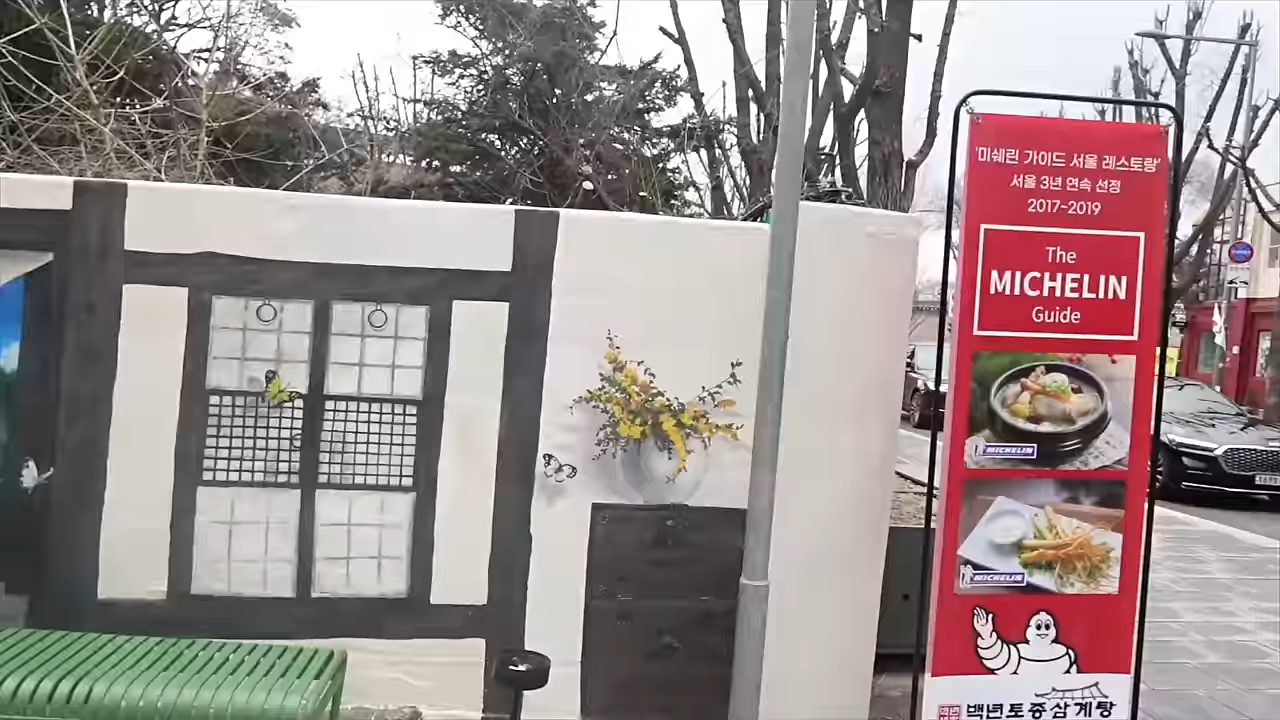 '미쉐린 가이드 서울 레스토랑'
서울 3년 연속 선정
2017-2019
The
MICHELIN
Guide
MICHELIN
MICHELIN
백년토종삼계탕